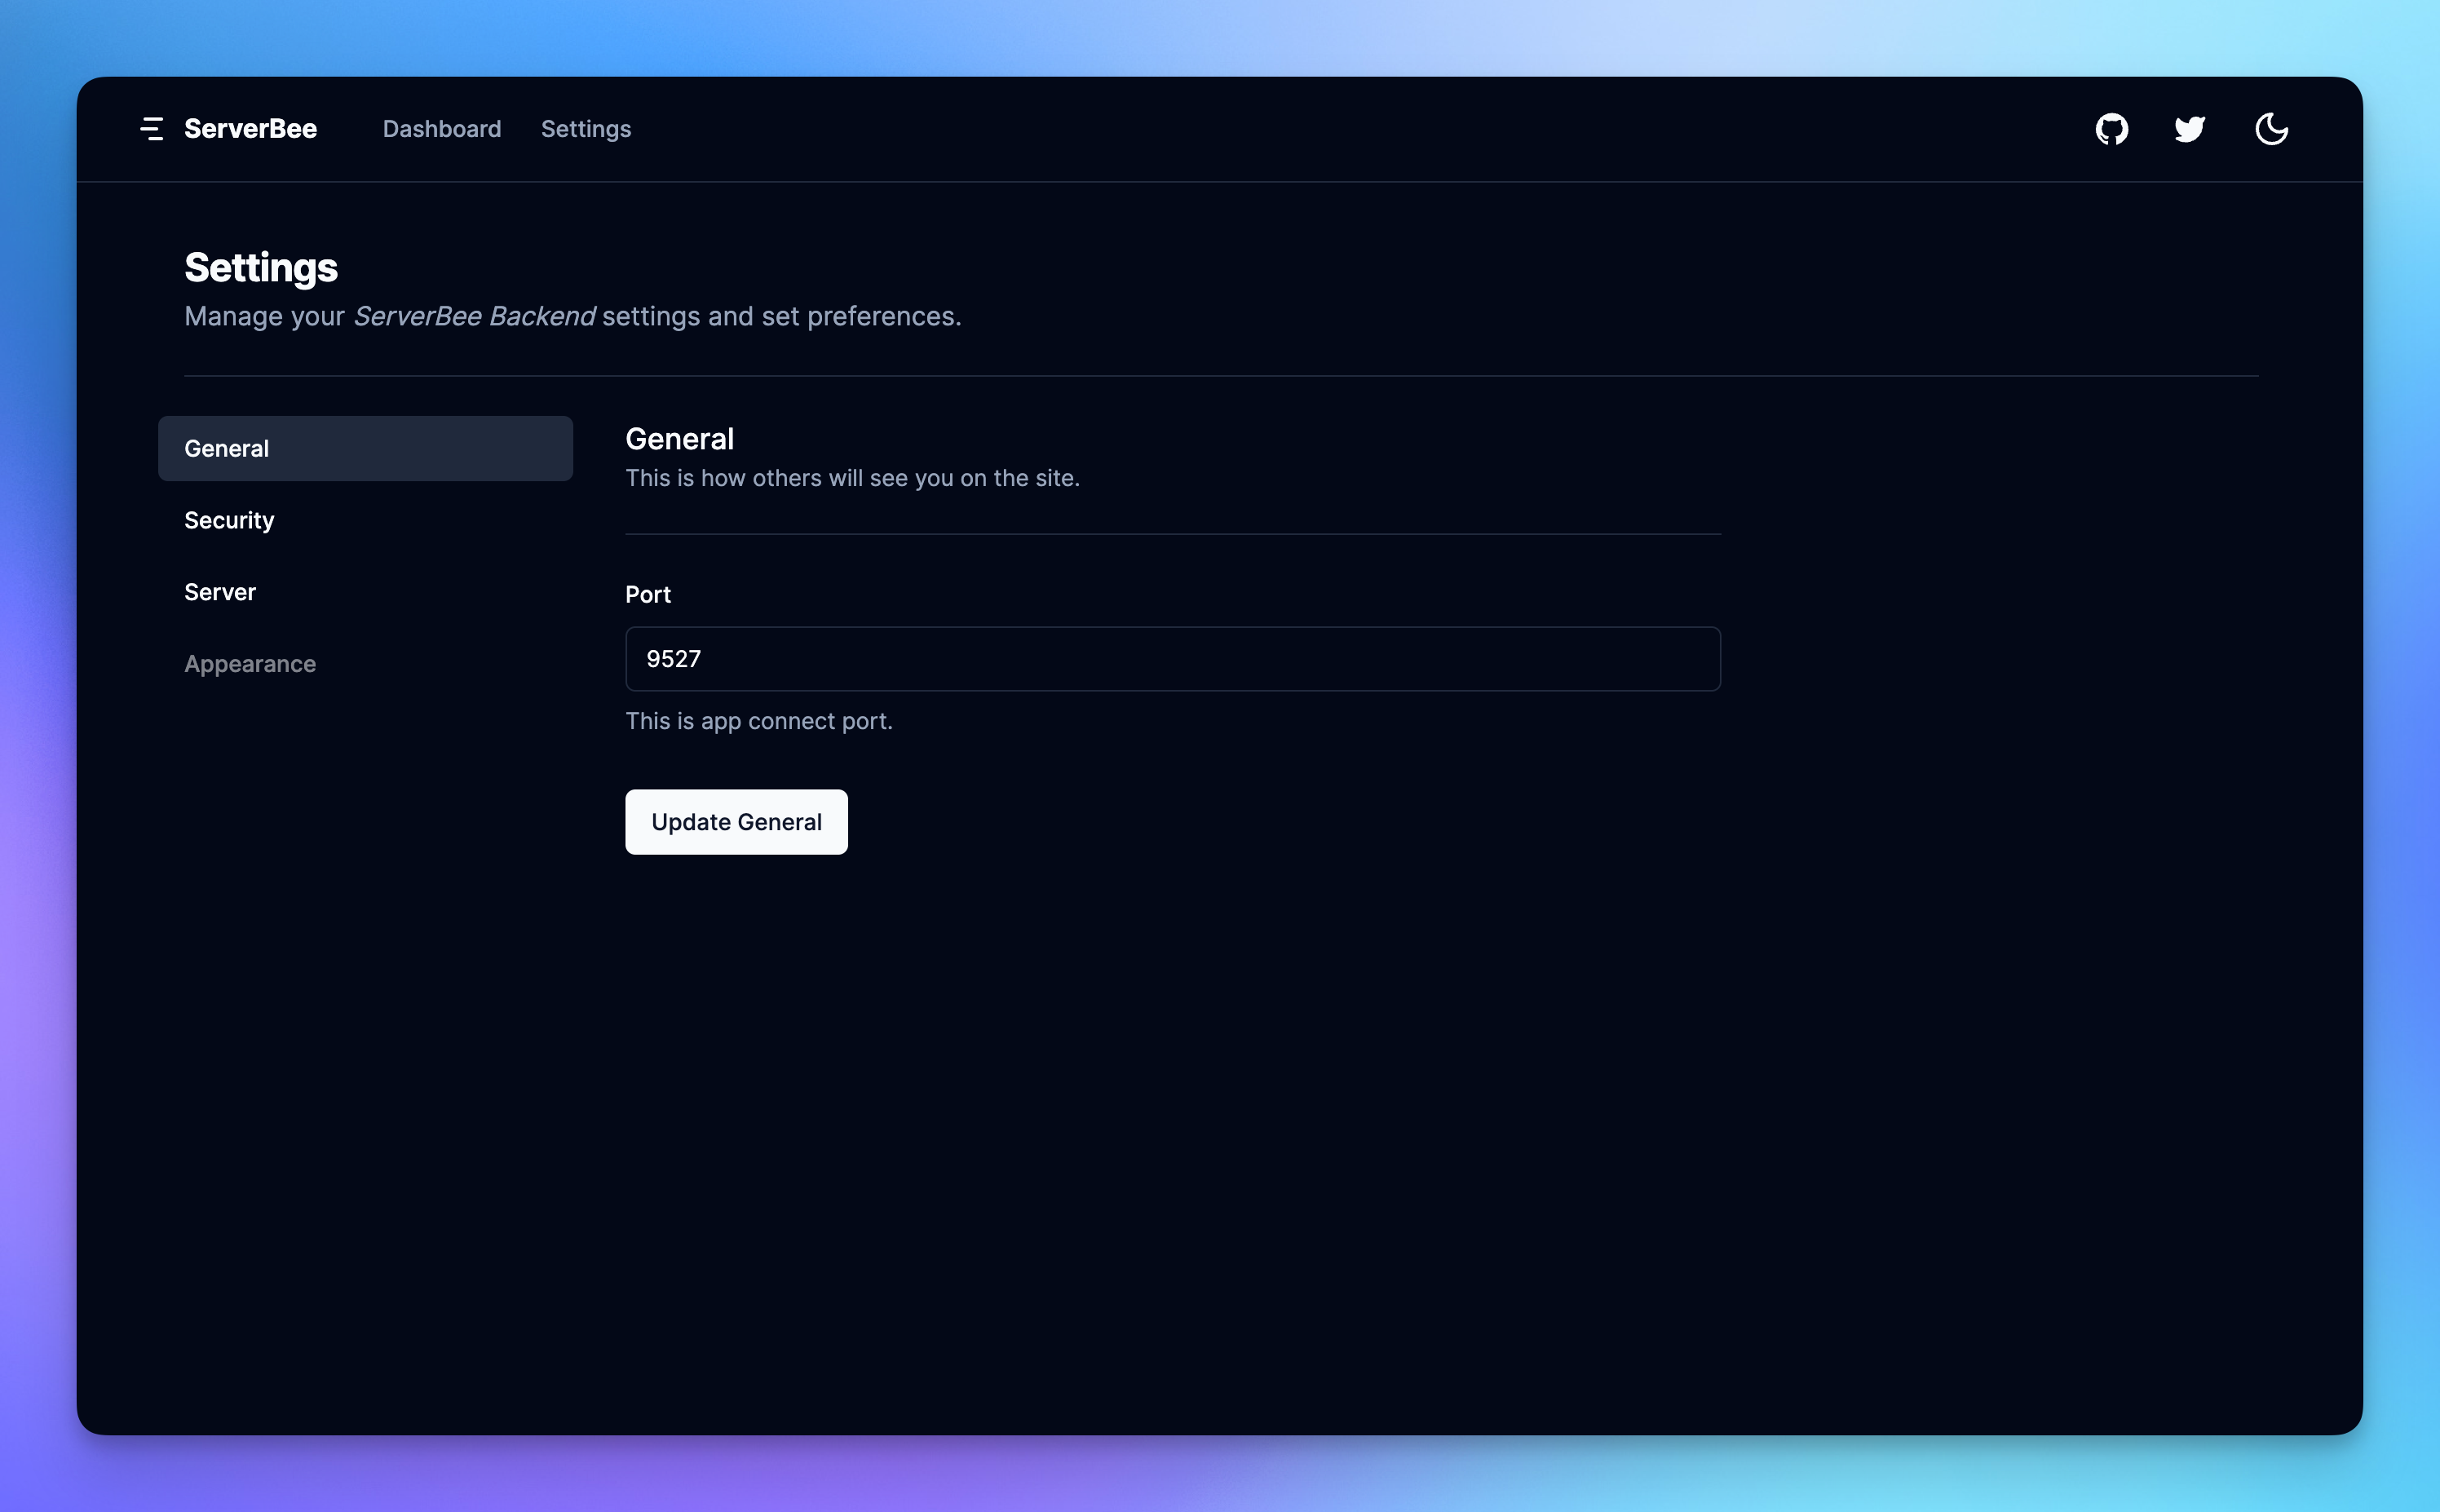 ServerBee Dashboard Settings
Settings
Manage your ServerBee Backend settings and set preferences.
General
Security
Server
Appearance
General
This is how others will see you on the site.
Port
9527
This is app connect port.
Update General